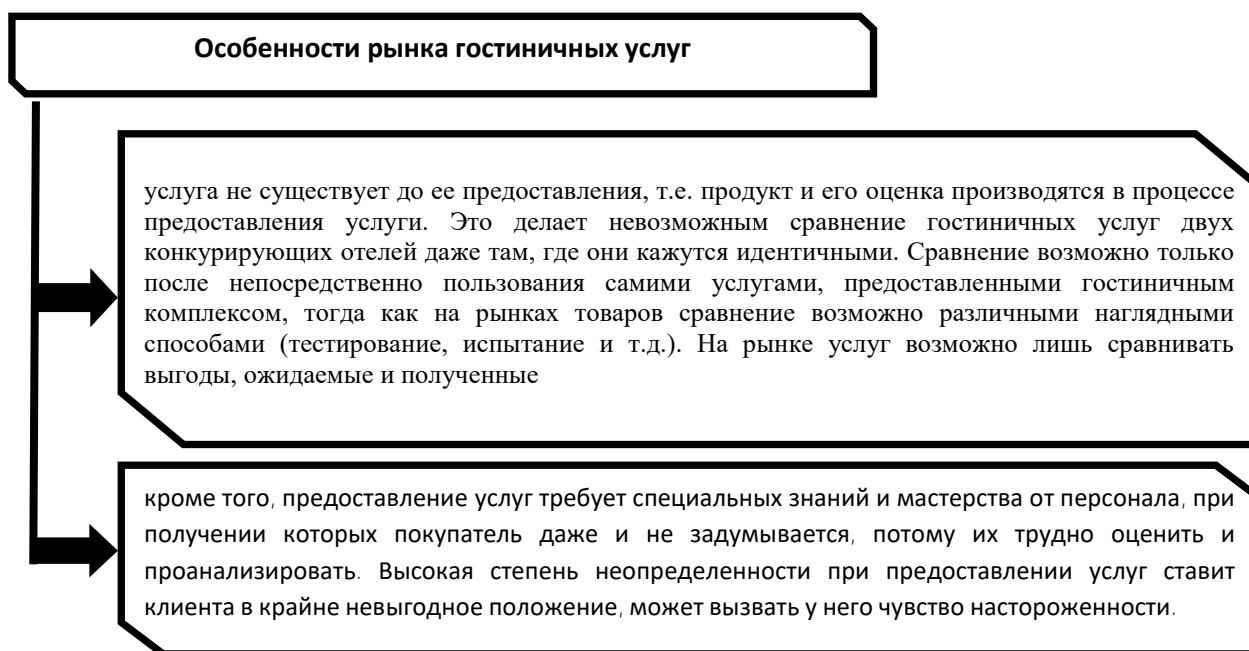 Особенности рынка гостиничных услуг
услуга не существует до ее предоставления, т.е. продукт и его оценка производятся в процессе
предоставления услуги. Это делает невозможным сравнение гостиничных услуг двух
конкурирующих отелей даже там, где они кажутся идентичными. Сравнение возможно только
после непосредственно пользования самими услугами, предоставленными гостиничным
комплексом, тогда как на рынках товаров сравнение возможно различными наглядными
способами (тестирование, испытание и т.д.). На рынке услуг возможно лишь сравнивать
выгоды, ожидаемые и полученные
кроме того, предоставление услуг требует специальных знаний и мастерства от персонала, при
получении которых покупатель даже и не задумывается, потому их трудно оценить и
проанализировать. Высокая степень неопределенности при предоставлении услуг ставит
клиента в крайне невыгодное положение, может вызвать у него чувство настороженности.